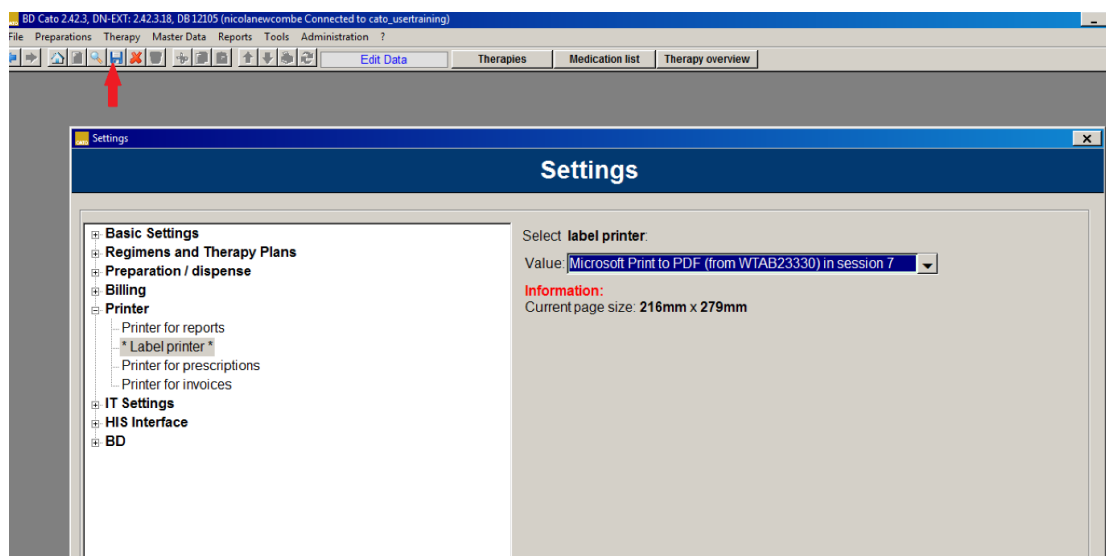 BD Cato 2.42.3, DN-EXT: 2.42.3.18, DB 12105 (nicolanewcombe Connected to cato_usertraining)
File Preparations Therapy Master Data Reports Tools Administration ?
Edit Data Therapies Medication list Therapy overview
Settings
Settings
Basic Settings
Regimens and Therapy Plans
Preparation / dispense
Billing
Printer
Printer for reports
* Label printer *
Printer for prescriptions
Printer for invoices
IT Settings
HIS Interface
BD
Select label printer:
Value: Microsoft Print to PDF (from WTAB23330) in session 7
Information:
Current page size: 216mm x 279mm